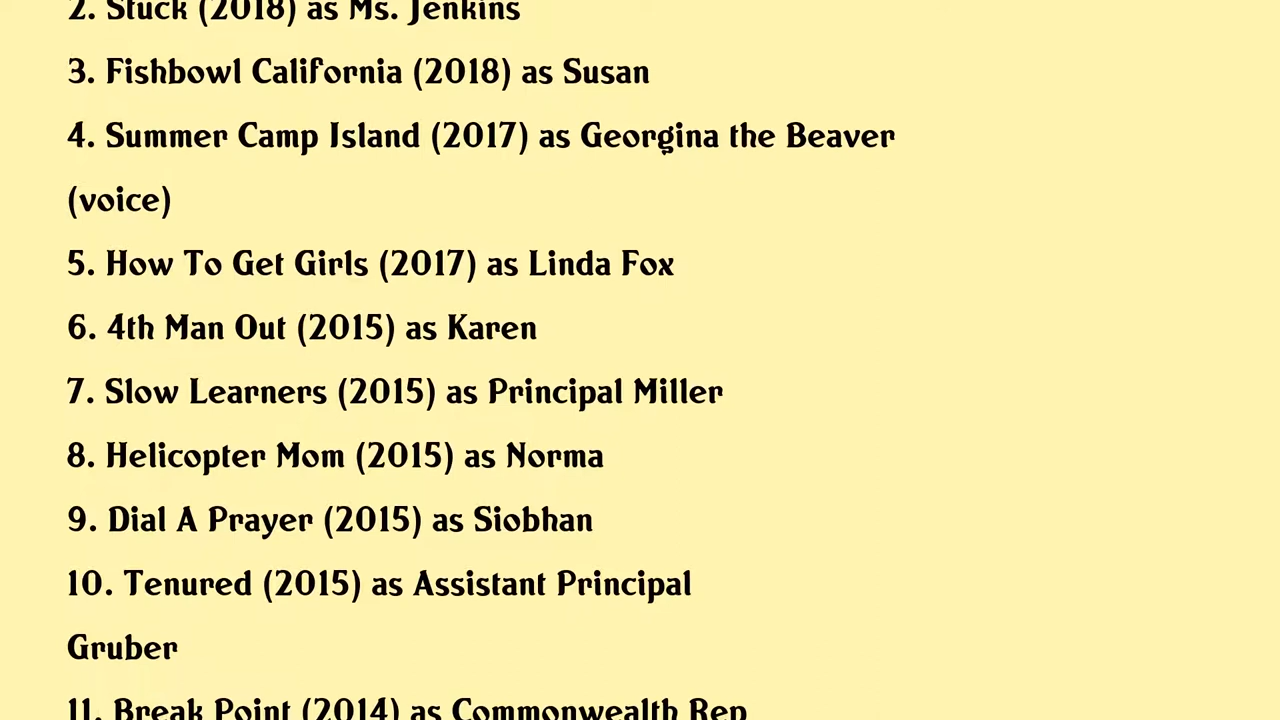 2. Stuck (2018) as Ms. Jenkins
3. Fishbowl California (2018) as Susan
4. Summer Camp Island (2017) as Georgina the Beaver
(voice)
5. How To Get Girls (2017) as Linda Fox
6. 4th Man Out (2015) as Karen
7. Slow Learners (2015) as Principal Miller
8. Helicopter Mom (2015) as Norma
9. Dial A Prayer (2015) as Siobhan
10. Tenured (2015) as Assistant Principal
Gruber
11. Break Point (2014) as Commonwealth Rep